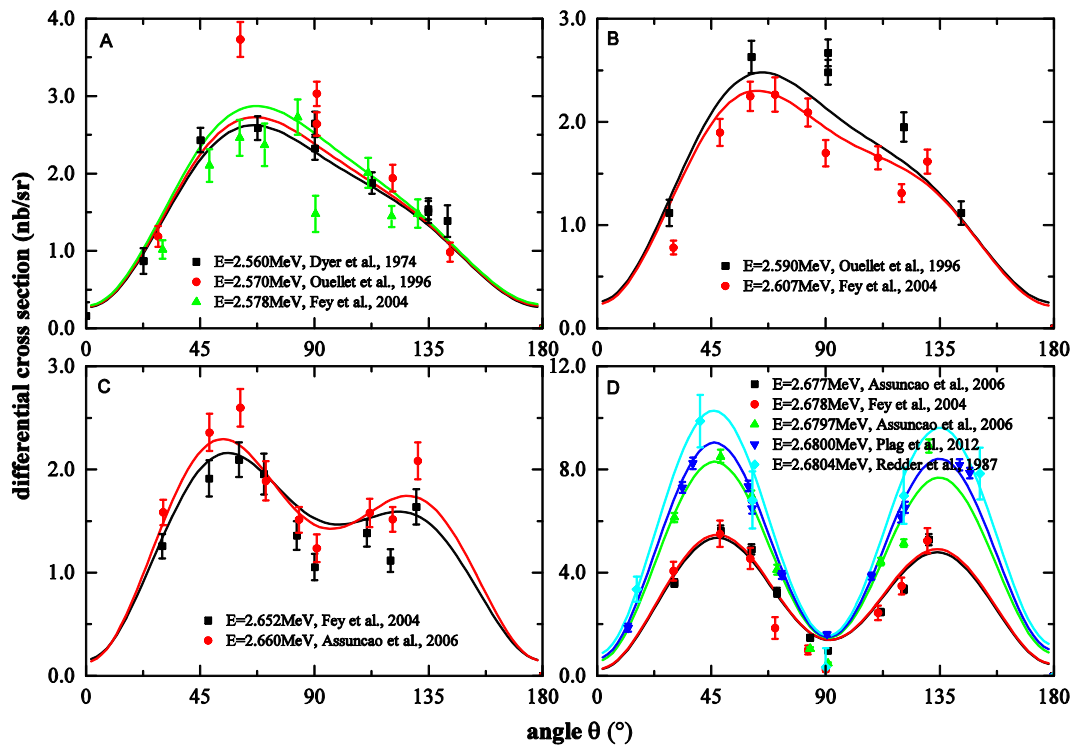 differential cross section (nb/sr)
A
4.0
3.0
2.0
1.0
0.0
0 45 90 135 180
E=2.560MeV, Dyer et al., 1974
E=2.570MeV, Ouellet et al., 1996
E=2.578MeV, Fey et al., 2004
B
3.0
2.0
1.0
0.0
0 45 90 135 180
E=2.590MeV, Ouellet et al., 1996
E=2.607MeV, Fey et al., 2004
C
3.0
2.0
1.0
0.0
0 45 90 135 180
E=2.652MeV, Fey et al., 2004
E=2.660MeV, Assuncao et al., 2006
D
12.0
8.0
4.0
0.0
0 45 90 135 180
E=2.677MeV, Assuncao et al., 2006
E=2.678MeV, Fey et al., 2004
E=2.6797MeV, Assuncao et al., 2006
E=2.6800MeV, Plag et al., 2012
E=2.6804MeV, Redder et al., 1987
angle θ (°)